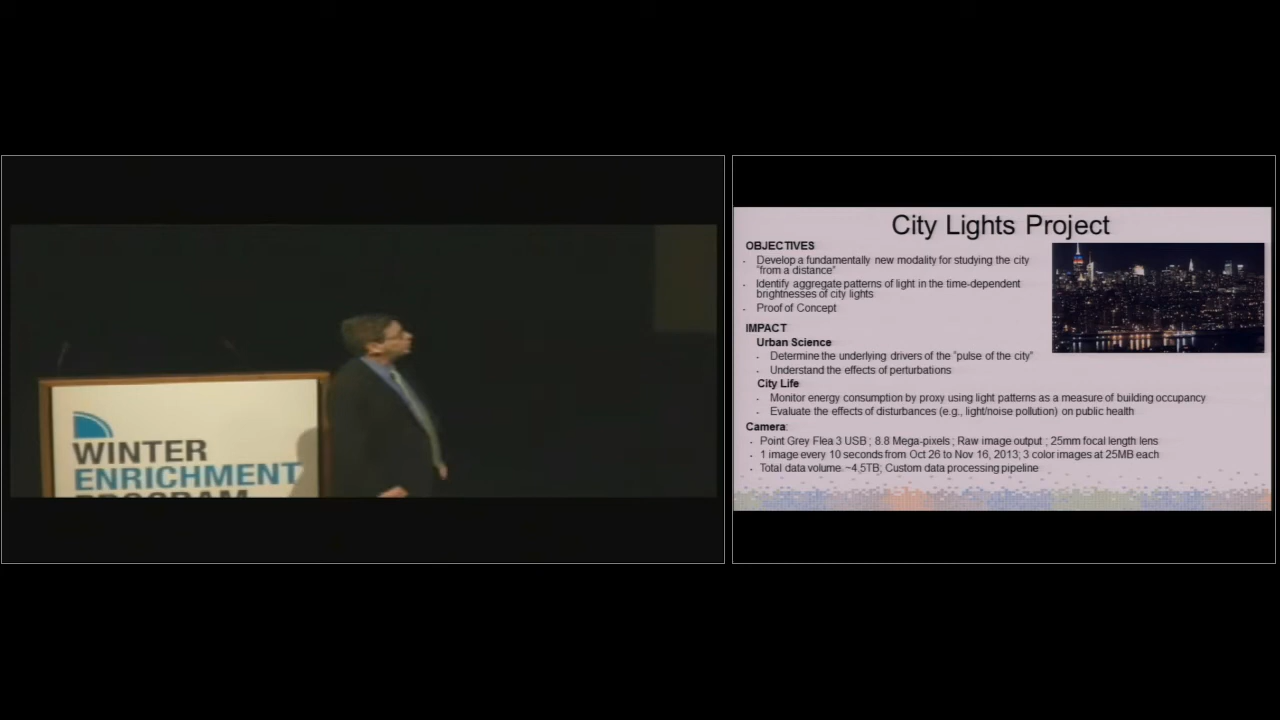 WINTER
ENRICHMENT
PROGRAM
City Lights Project
OBJECTIVES
Develop a fundamentally new modality for studying the city
"from a distance"
Identify aggregate patterns of light in the time-dependent
brightnesses of city lights
Proof of Concept
IMPACT
Urban Science
Determine the underlying drivers of the "pulse of the city"
Understand the effects of perturbations
City Life
Monitor energy consumption by proxy using light patterns as a measure of building occupancy
Evaluate the effects of disturbances (e.g., light/noise pollution) on public health
Camera:
Point Grey Flea 3 USB ; 8.8 Mega-pixels ; Raw image output ; 25mm focal length lens
1 image every 10 seconds from Oct 26 to Nov 16, 2013; 3 color images at 25MB each
Total data volume ~4.5TB; Custom data processing pipeline